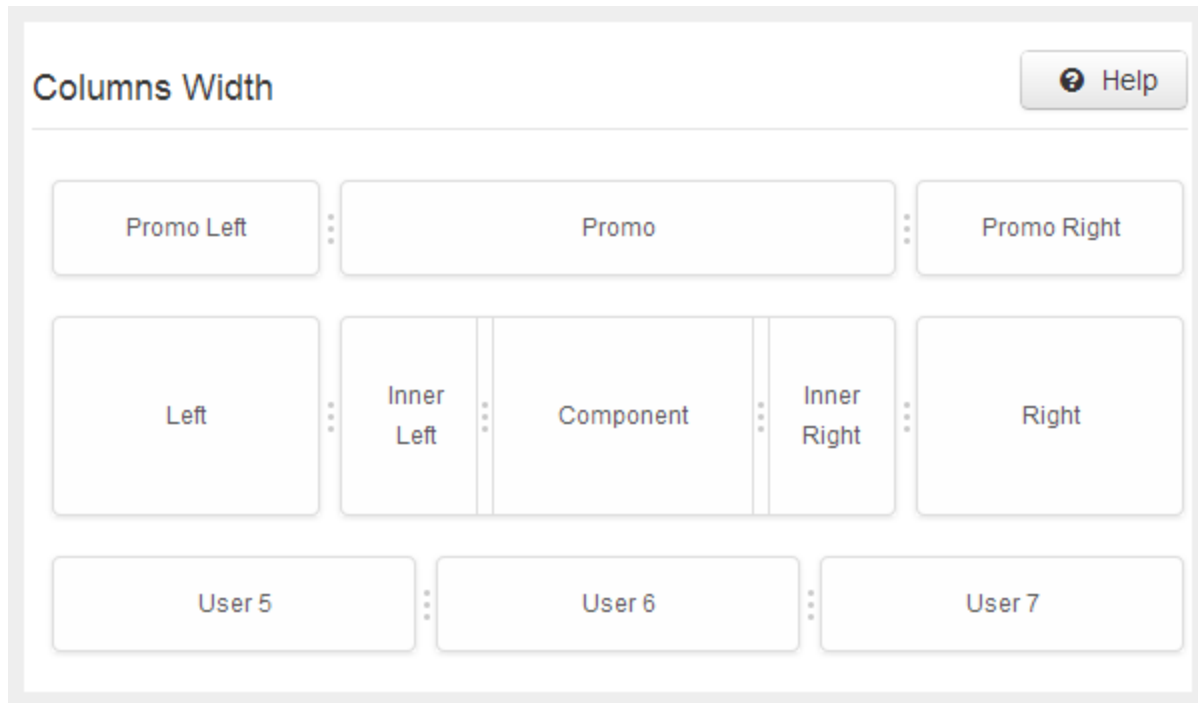 Columns Width
Help
Promo Left
Promo
Promo Right
Left
Inner
Left
Component
Inner
Right
Right
User 5
User 6
User 7